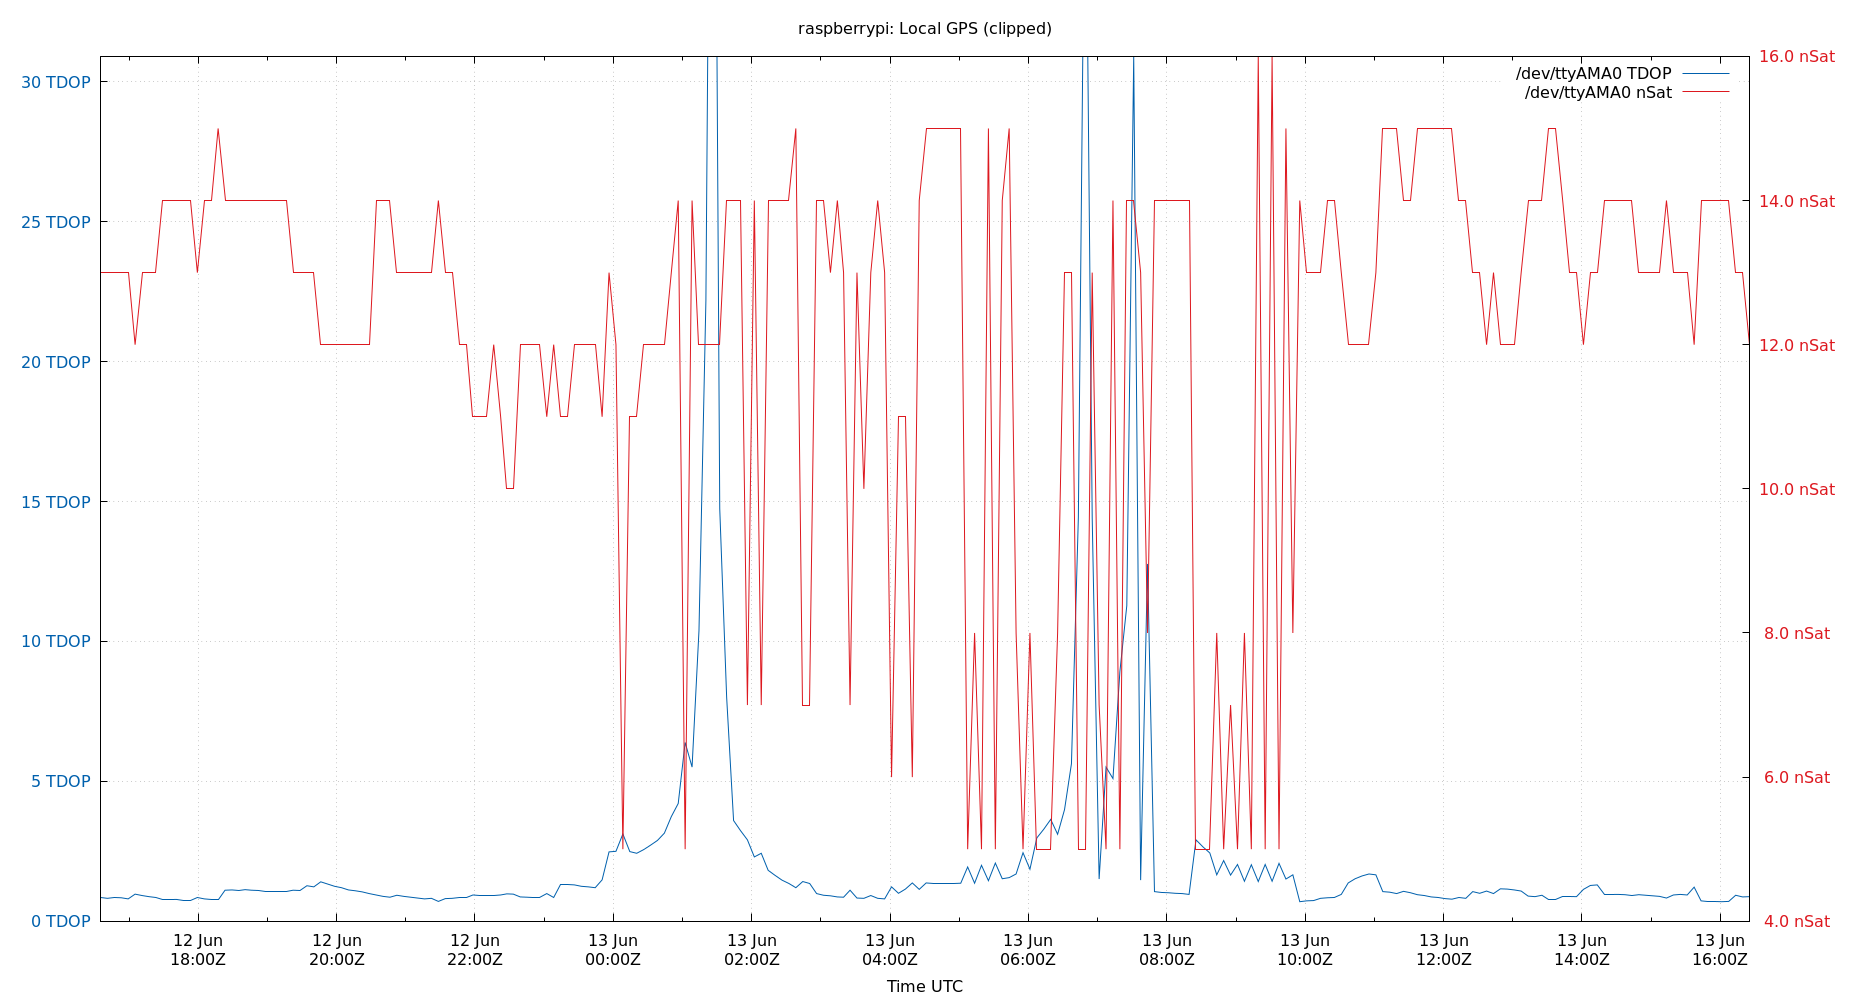 raspberrypi: Local GPS (clipped)
30 TDOP
25 TDOP
20 TDOP
15 TDOP
10 TDOP
5 TDOP
0 TDOP
/dev/ttyAMA0 TDOP
/dev/ttyAMA0 nSat
16.0 nSat
14.0 nSat
12.0 nSat
10.0 nSat
8.0 nSat
6.0 nSat
4.0 nSat
12 Jun
18:00Z
12 Jun
20:00Z
12 Jun
22:00Z
13 Jun
00:00Z
13 Jun
02:00Z
13 Jun
04:00Z
13 Jun
06:00Z
13 Jun
08:00Z
13 Jun
10:00Z
13 Jun
12:00Z
13 Jun
14:00Z
13 Jun
16:00Z
Time UTC